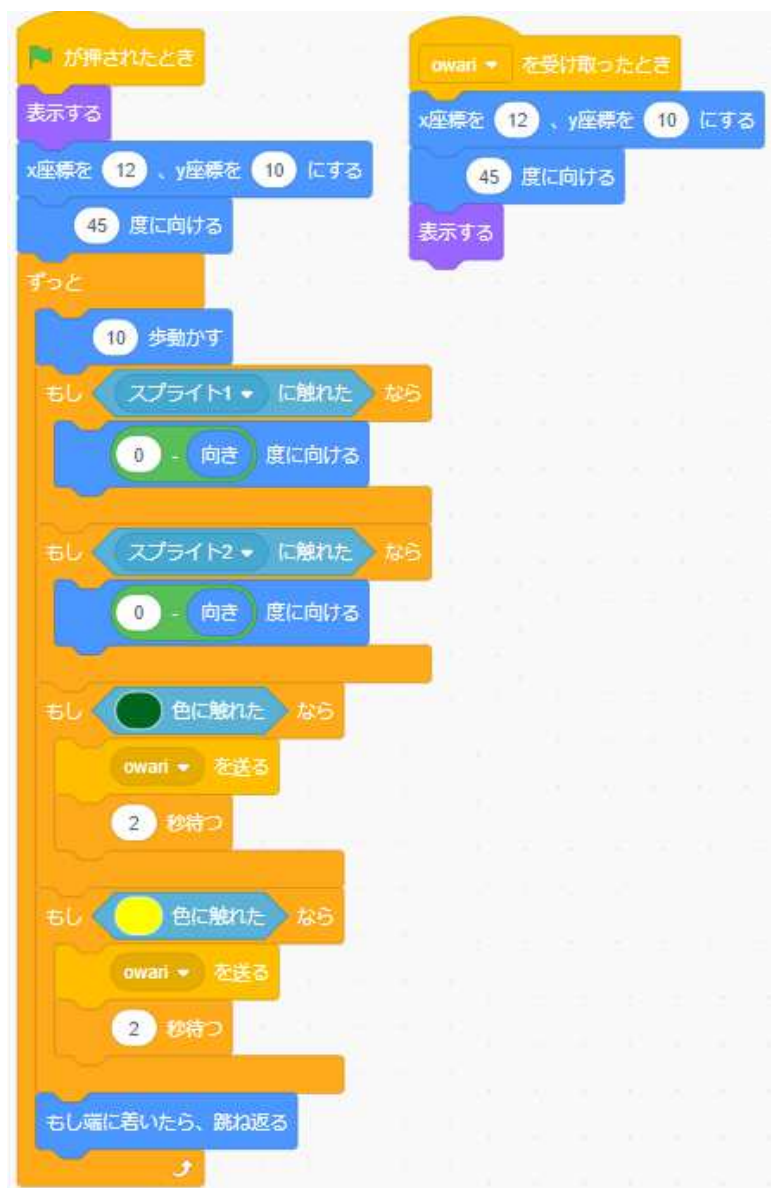 が押されたとき
表示する
x座標を 12 、y座標を 10 にする
45 度に向ける
ずっと
10 歩動かす
もし スプライト1 に触れた なら
0 - 向き 度に向ける
もし スプライト2 に触れた なら
0 - 向き 度に向ける
もし 色に触れた なら
owari を送る
2 秒待つ
もし 色に触れた なら
owari を送る
2 秒待つ
もし端に着いたら、跳ね返る
owari を受け取ったとき
x座標を 12 、y座標を 10 にする
45 度に向ける
表示する